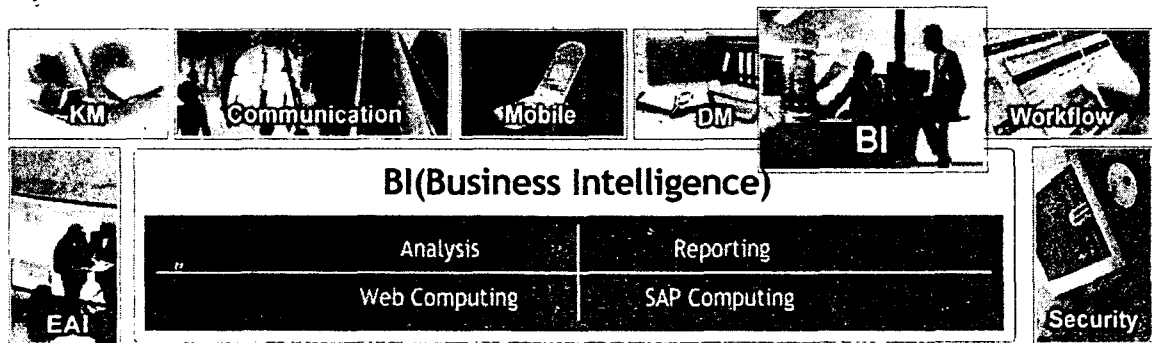 KM Communication Mobile DM BI Workflow
BI(Business Intelligence)
Analysis Reporting
Web Computing SAP Computing
EAI Security